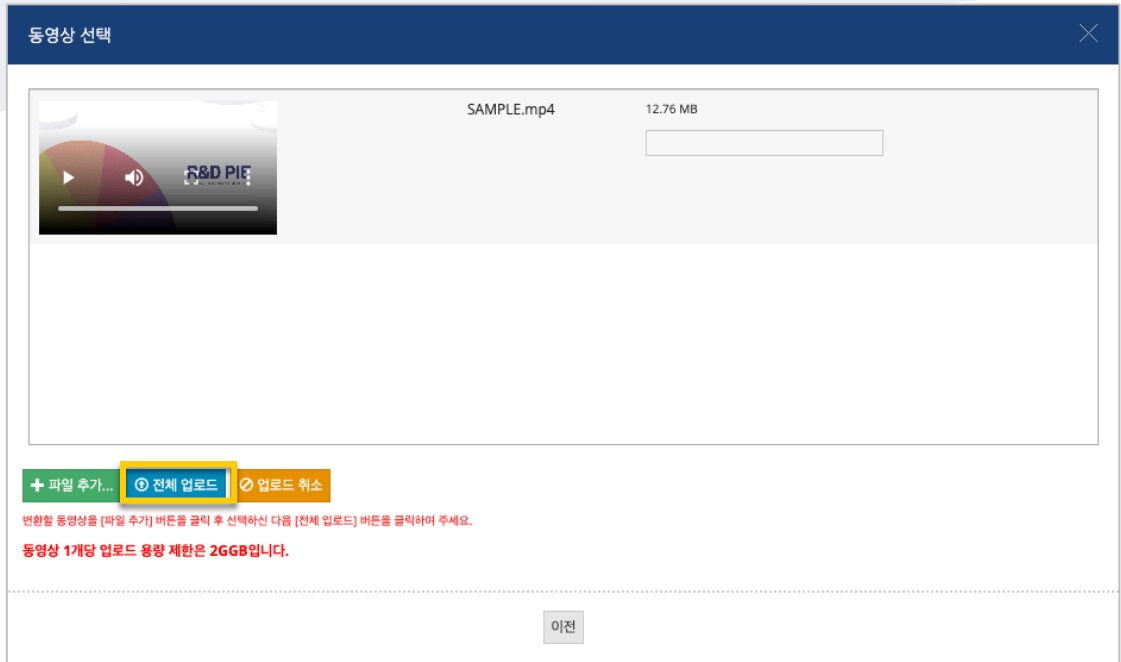 동영상 선택
SAMPLE.mp4
12.76 MB
R&D PIE
파일 추가...
전체 업로드
업로드 취소
변환할 동영상을 [파일 추가] 버튼을 클릭 후 선택하신 다음 [전체 업로드] 버튼을 클릭하여 주세요.
동영상 1개당 업로드 용량 제한은 2GGB입니다.
이전